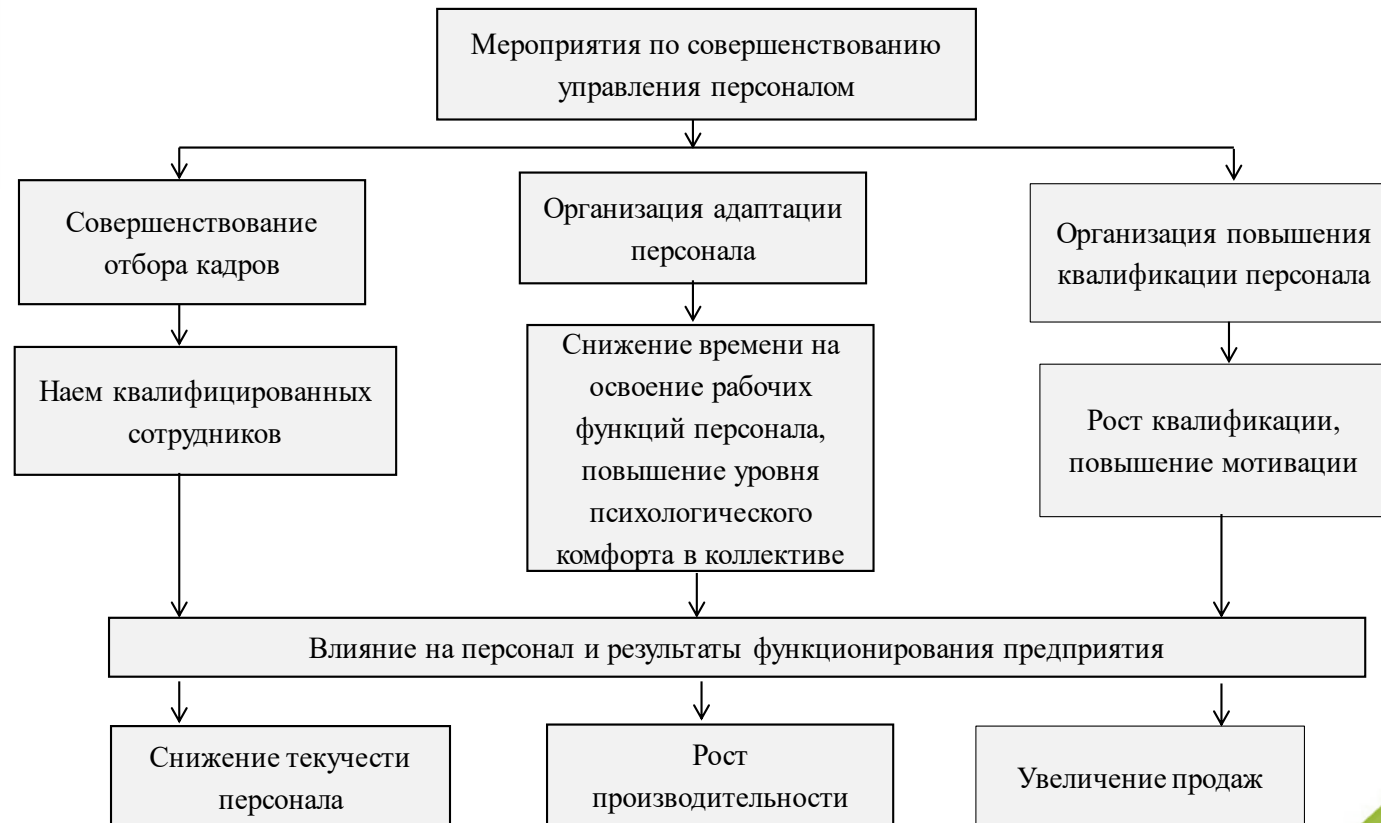 Мероприятия по совершенствованию
управления персоналом
Совершенствование
отбора кадров
Организация адаптации
персонала
Организация повышения
квалификации персонала
Наем квалифицированных
сотрудников
Снижение времени на
освоение рабочих
функций персонала,
повышение уровня
психологического
комфорта в коллективе
Рост квалификации,
повышение мотивации
Влияние на персонал и результаты функционирования предприятия
Снижение текучести
персонала
Рост
производительности
Увеличение продаж